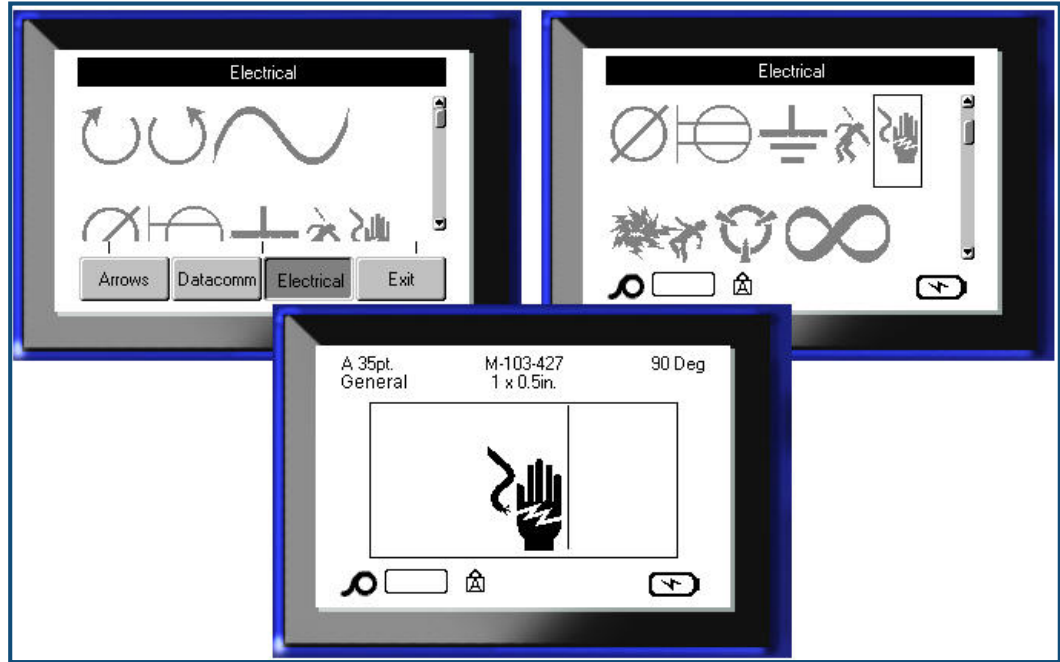 Electrical
Arrows Datacomm Electrical Exit
Electrical
A
A 35pt. M-103-427 90 Deg
General 1 x 0.5in.
A